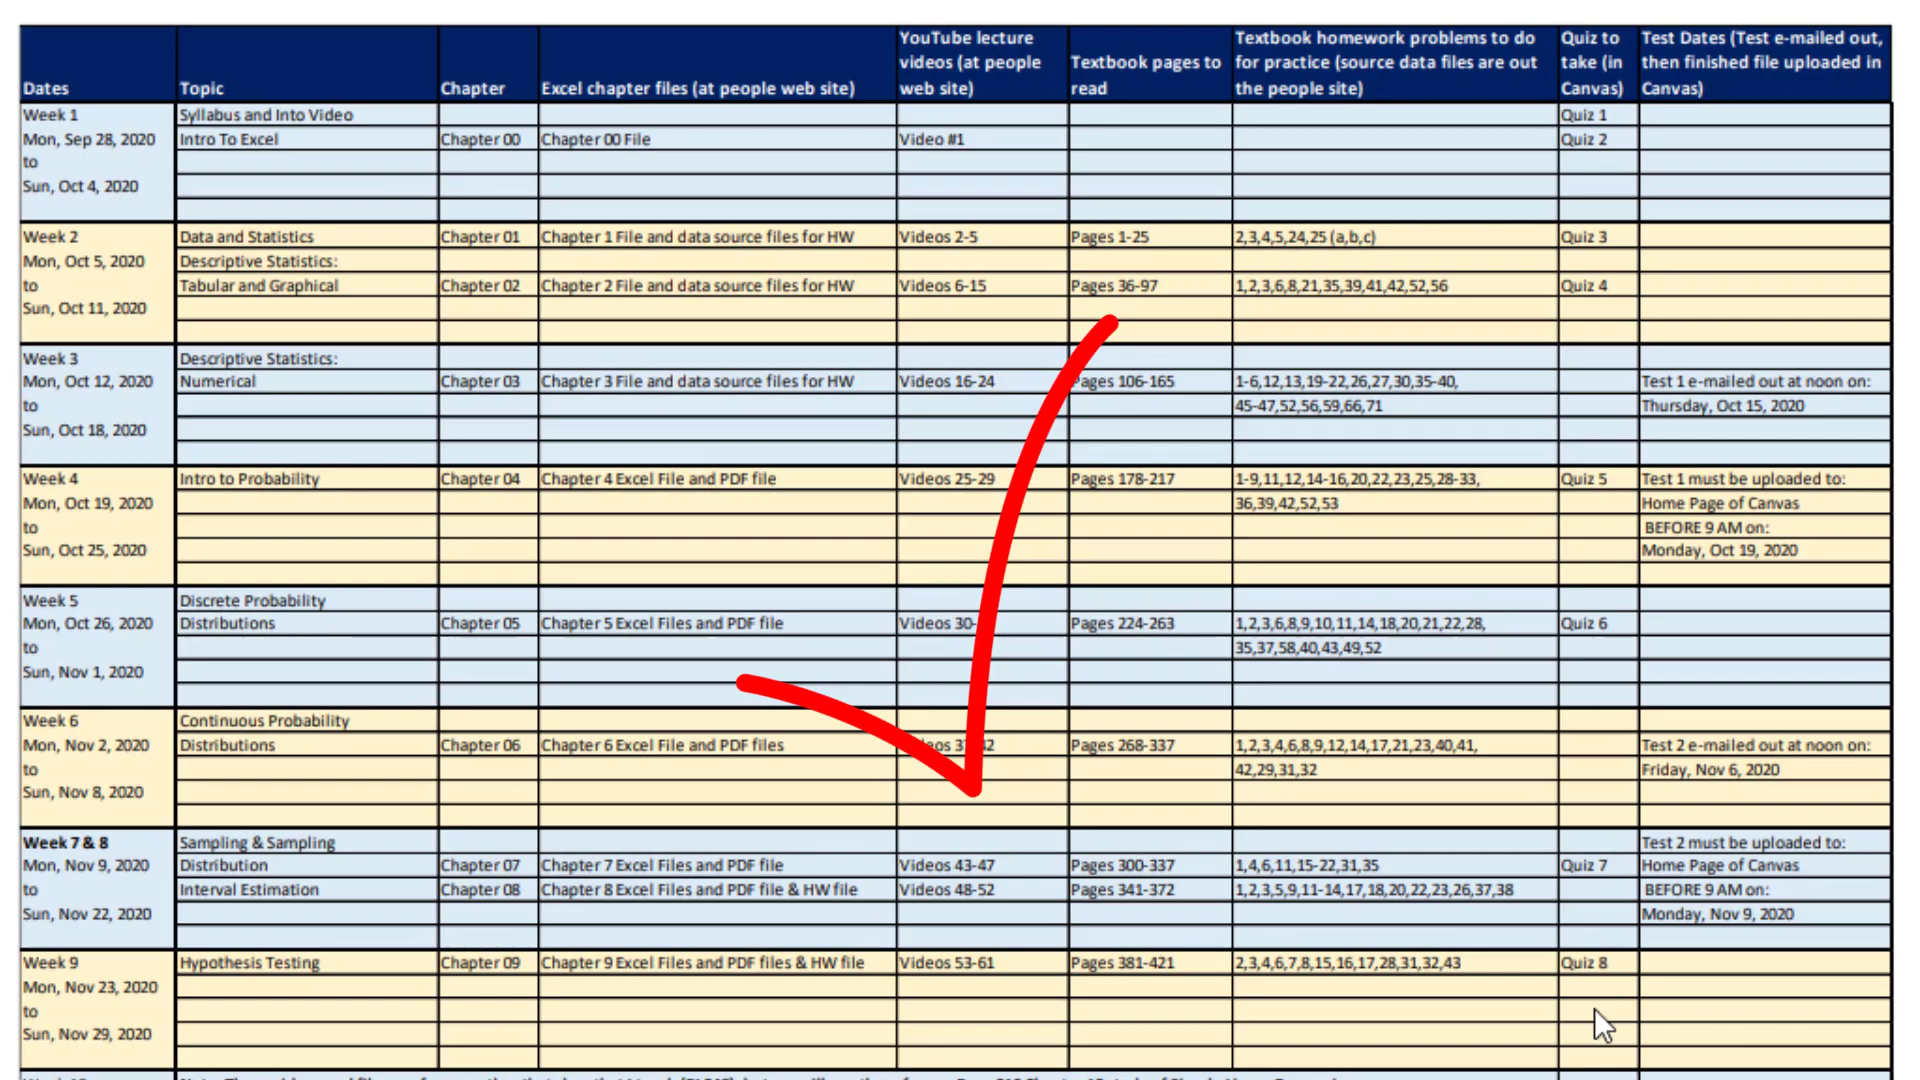 Dates	Topic	Chapter	Excel chapter files (at people web site)	YouTube lecture videos (at people web site)	Textbook pages to read	Textbook homework problems to do for practice (source data files are out the people site)	Quiz to take (in Canvas)	Test Dates (Test e-mailed out, then finished file uploaded in Canvas)
Week 1	Syllabus and Into Video	Quiz 1
Mon, Sep 28, 2020	Intro To Excel	Chapter 00	Chapter 00 File	Video #1	Quiz 2
to
Sun, Oct 4, 2020
Week 2	Data and Statistics	Chapter 01	Chapter 1 File and data source files for HW	Videos 2-5	Pages 1-25	2,3,4,5,24,25 (a,b,c)	Quiz 3
Mon, Oct 5, 2020	Descriptive Statistics:
to	Tabular and Graphical	Chapter 02	Chapter 2 File and data source files for HW	Videos 6-15	Pages 36-97	1,2,3,6,8,21,35,39,41,42,52,56	Quiz 4
Sun, Oct 11, 2020
Week 3	Descriptive Statistics:
Mon, Oct 12, 2020	Numerical	Chapter 03	Chapter 3 File and data source files for HW	Videos 16-24	Pages 106-165	1-6,12,13,19-22,26,27,30,35-40,	Test 1 e-mailed out at noon on:
to	45-47,52,56,59,66,71	Thursday, Oct 15, 2020
Sun, Oct 18, 2020
Week 4	Intro to Probability	Chapter 04	Chapter 4 Excel File and PDF file	Videos 25-29	Pages 178-217	1-9,11,12,14-16,20,22,23,25,28-33,	Quiz 5	Test 1 must be uploaded to:
Mon, Oct 19, 2020	36,39,42,52,53	Home Page of Canvas
to	BEFORE 9 AM on:
Sun, Oct 25, 2020	Monday, Oct 19, 2020
Week 5	Discrete Probability
Mon, Oct 26, 2020	Distributions	Chapter 05	Chapter 5 Excel Files and PDF file	Videos 30-	Pages 224-263	1,2,3,6,8,9,10,11,14,18,20,21,22,28,	Quiz 6
to	35,37,58,40,43,49,52
Sun, Nov 1, 2020
Week 6	Continuous Probability
Mon, Nov 2, 2020	Distributions	Chapter 06	Chapter 6 Excel File and PDF files	Pages 268-337	1,2,3,4,6,8,9,12,14,17,21,23,40,41,	Test 2 e-mailed out at noon on:
to	42,29,31,32	Friday, Nov 6, 2020
Sun, Nov 8, 2020
Week 7 & 8	Sampling & Sampling	Test 2 must be uploaded to:
Mon, Nov 9, 2020	Distribution	Chapter 07	Chapter 7 Excel Files and PDF file	Videos 43-47	Pages 300-337	1,4,6,11,15-22,31,35	Quiz 7	Home Page of Canvas
to	Interval Estimation	Chapter 08	Chapter 8 Excel Files and PDF file & HW file	Videos 48-52	Pages 341-372	1,2,3,5,9,11-14,17,18,20,22,23,26,37,38	BEFORE 9 AM on:
Sun, Nov 22, 2020	Monday, Nov 9, 2020
Week 9	Hypothesis Testing	Chapter 09	Chapter 9 Excel Files and PDF files & HW file	Videos 53-61	Pages 381-421	2,3,4,6,7,8,15,16,17,28,31,32,43	Quiz 8
Mon, Nov 23, 2020
to
Sun, Nov 29, 2020